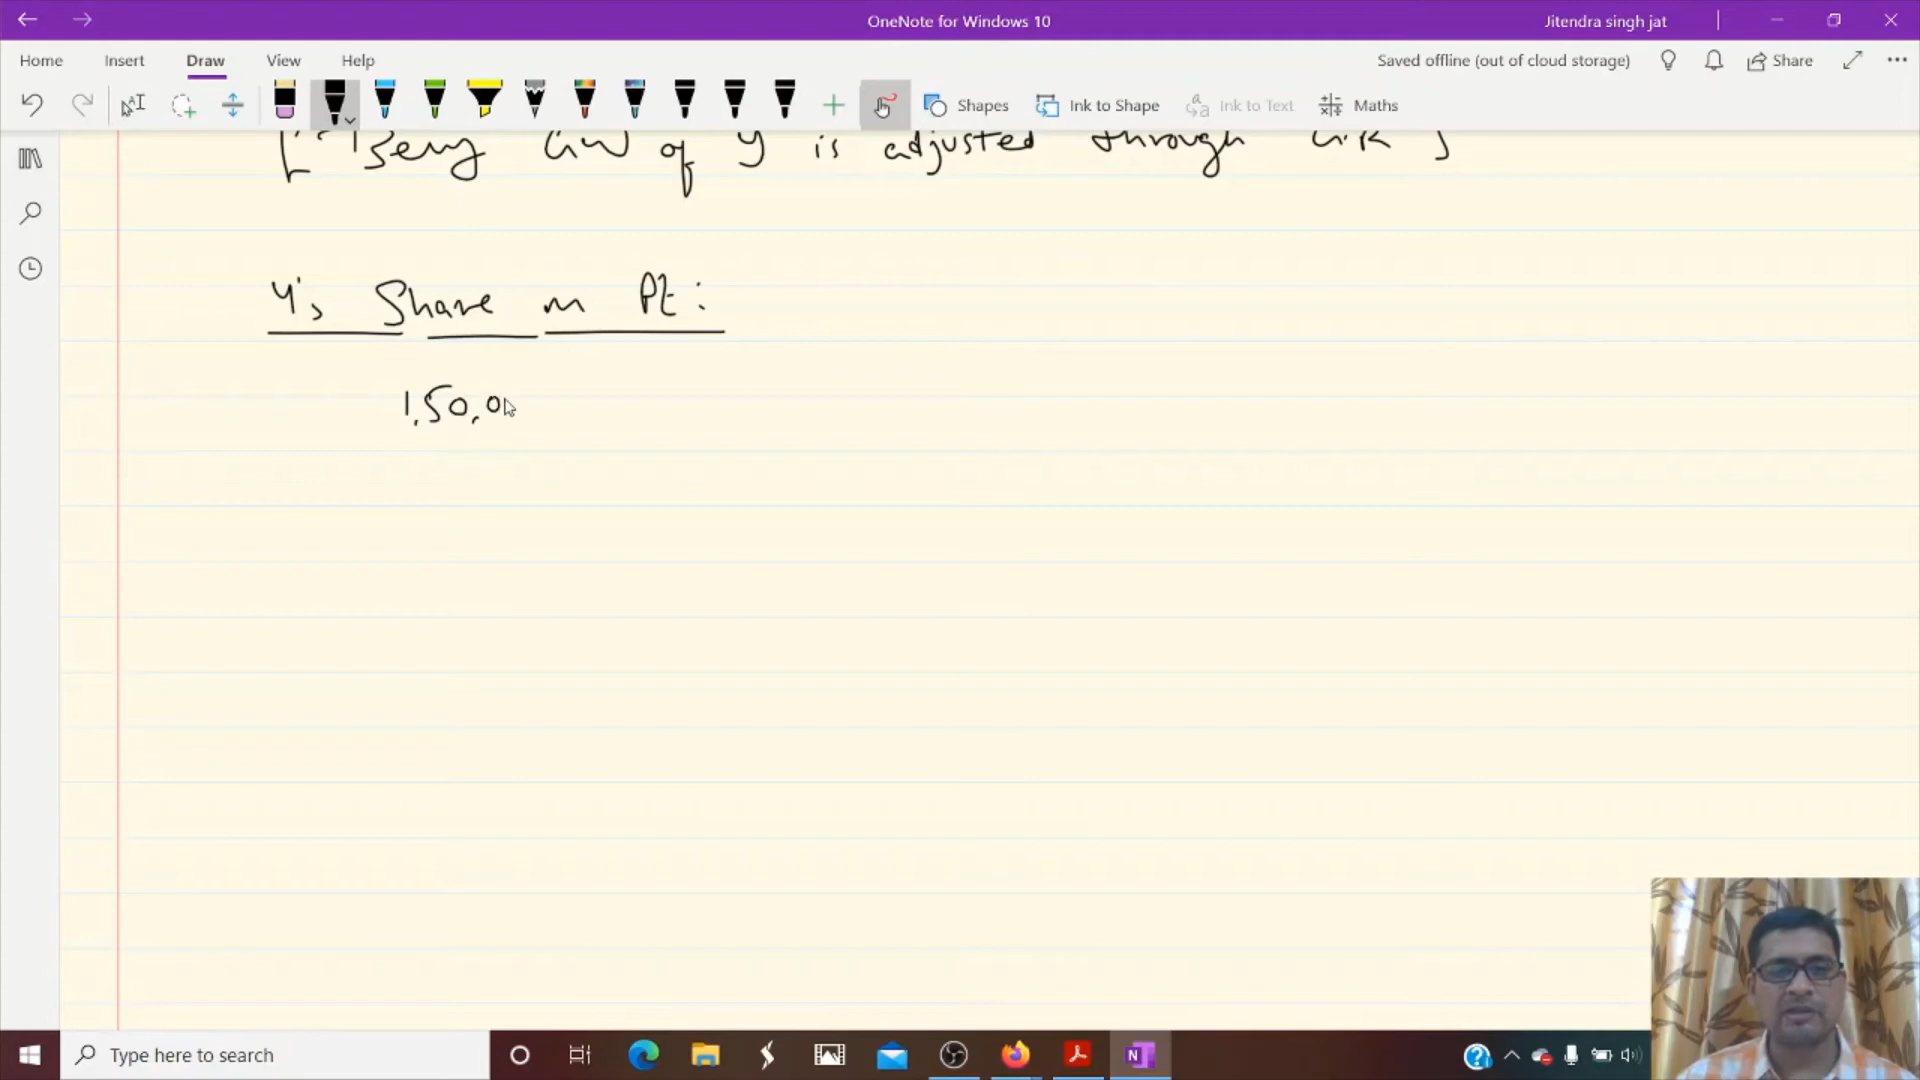 OneNote for Windows 10
Jitendra singh jat
Home Insert Draw View Help
Saved offline (out of cloud storage)
Share
Shapes
Ink to Shape
Ink to Text
Maths
[ Being GW of Y is adjusted through G.R ]
Y's Share in Pt :
1,50,0
Type here to search